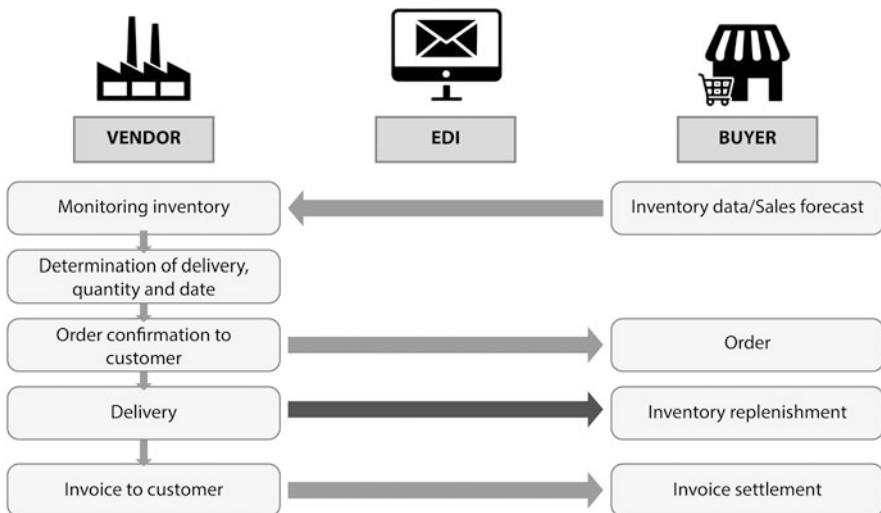 VENDOR
EDI
BUYER
Monitoring inventory
Inventory data/Sales forecast
Determination of delivery,
quantity and date
Order confirmation to
customer
Order
Delivery
Inventory replenishment
Invoice to customer
Invoice settlement